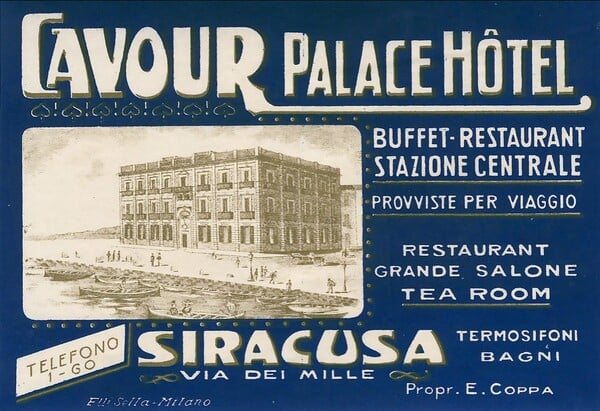 CAVOUR PALACE HÔTEL
BUFFET-RESTAURANT
STAZIONE CENTRALE
PROVVISTE PER VIAGGIO
RESTAURANT
GRANDE SALONE
TEA ROOM
TELEFONO
1-60
SIRACUSA
VIA DEI MILLE
TERMOSIFONI
BAGNI
Propr. E. COPPA
Elli Sella-Milano